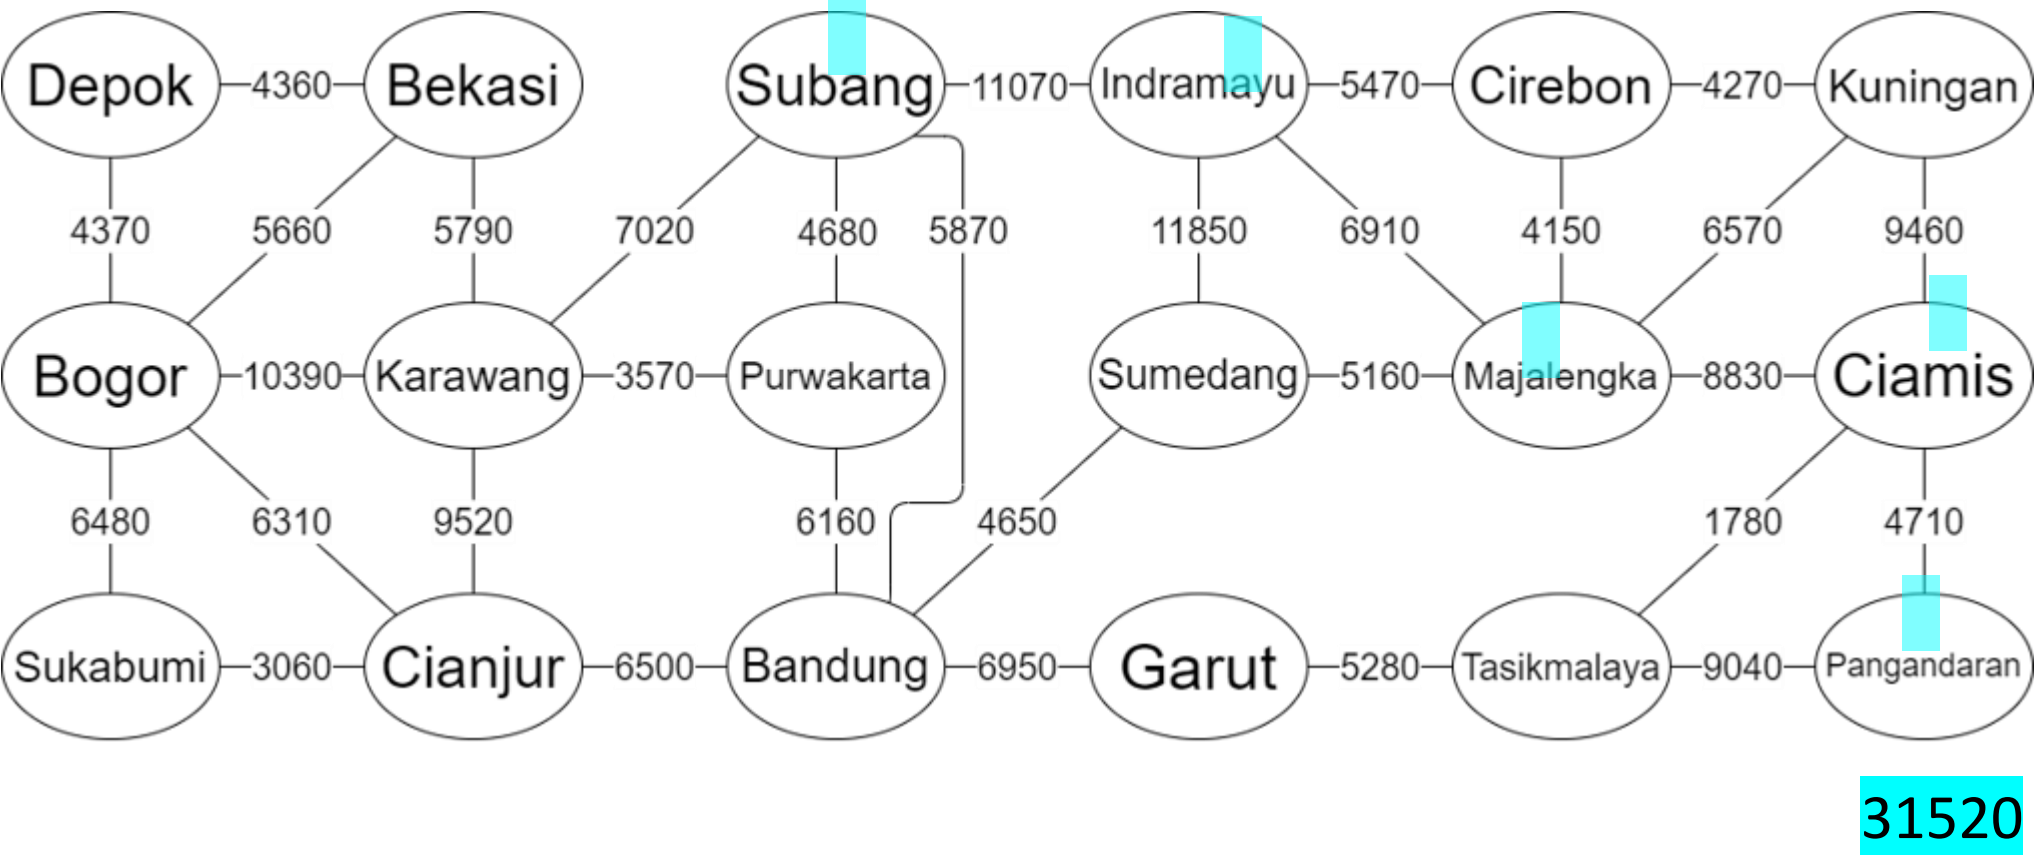 Depok 4360 Bekasi Subang 11070 Indramayu 5470 Cirebon 4270 Kuningan
4370 5660 5790 7020 4680 5870 11850 6910 4150 6570 9460
Bogor 10390 Karawang 3570 Purwakarta Sumedang 5160 Majalengka 8830 Ciamis
6480 6310 9520 6160 4650 1780 4710
Sukabumi 3060 Cianjur 6500 Bandung 6950 Garut 5280 Tasikmalaya 9040 Pangandaran
31520